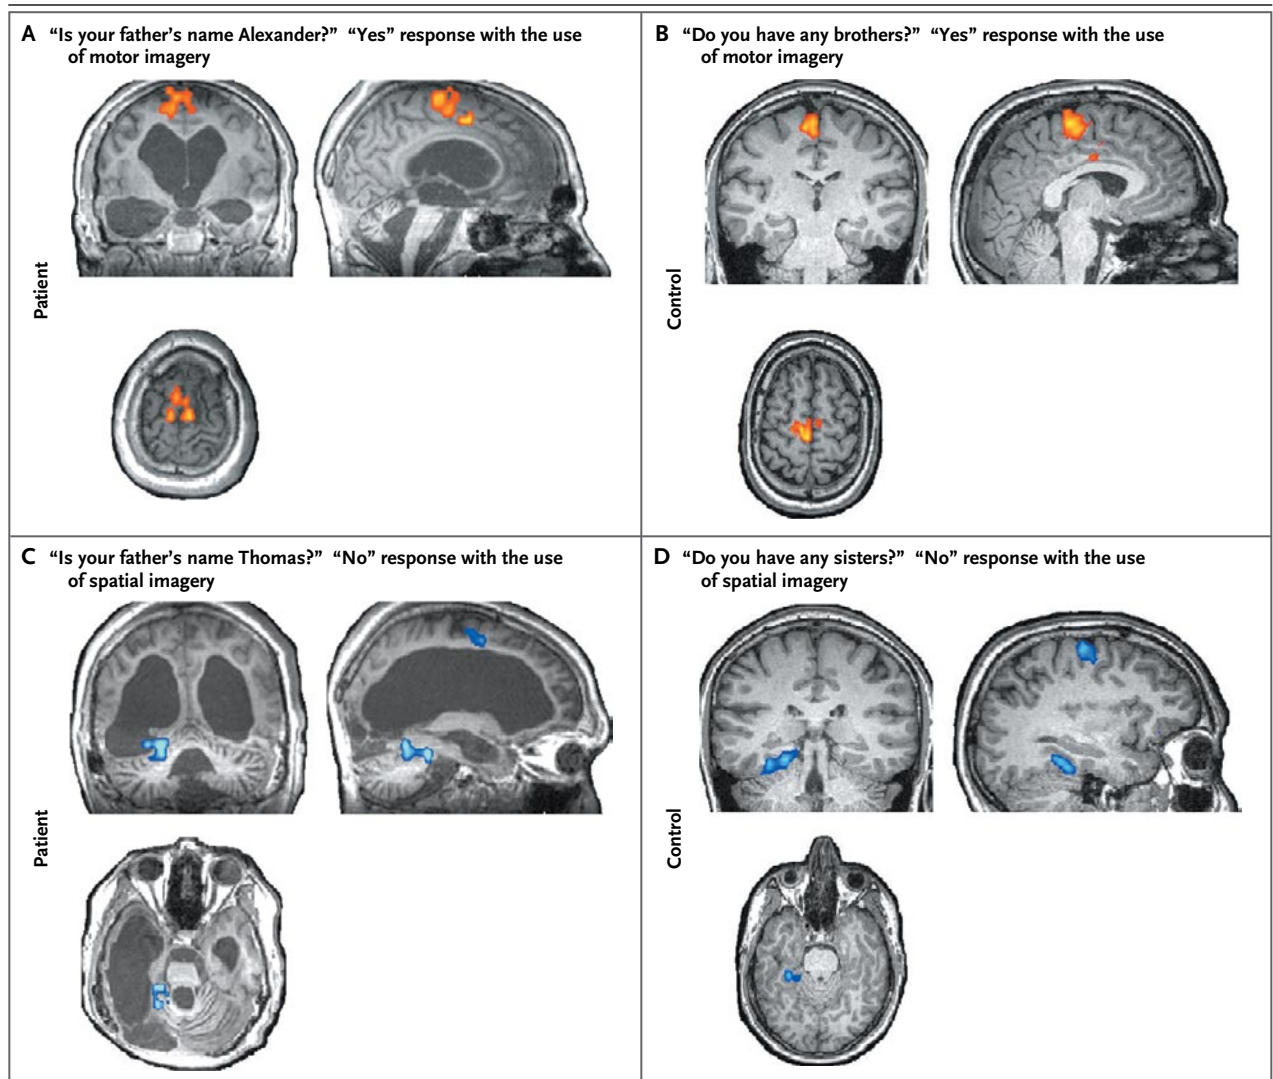 A “Is your father’s name Alexander?” “Yes” response with the use
of motor imagery
Patient
B “Do you have any brothers?” “Yes” response with the use
of motor imagery
Control
C “Is your father’s name Thomas?” “No” response with the use
of spatial imagery
Patient
D “Do you have any sisters?” “No” response with the use
of spatial imagery
Control